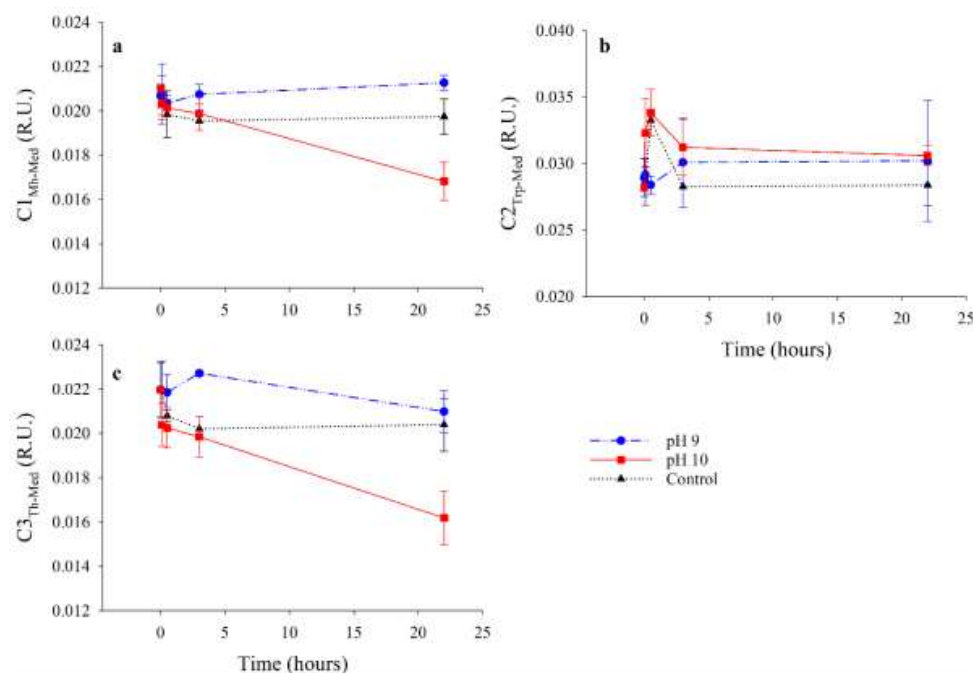 a
0.024
0.022
0.020
0.018
0.016
0.014
0.012
C1Mh-Med (R.U.)
0 5 10 15 20 25
b
0.040
0.035
0.030
0.025
0.020
C2Trp-Med (R.U.)
0 5 10 15 20 25
Time (hours)
c
0.024
0.022
0.020
0.018
0.016
0.014
0.012
C3Th-Med (R.U.)
0 5 10 15 20 25
Time (hours)
pH 9
pH 10
Control